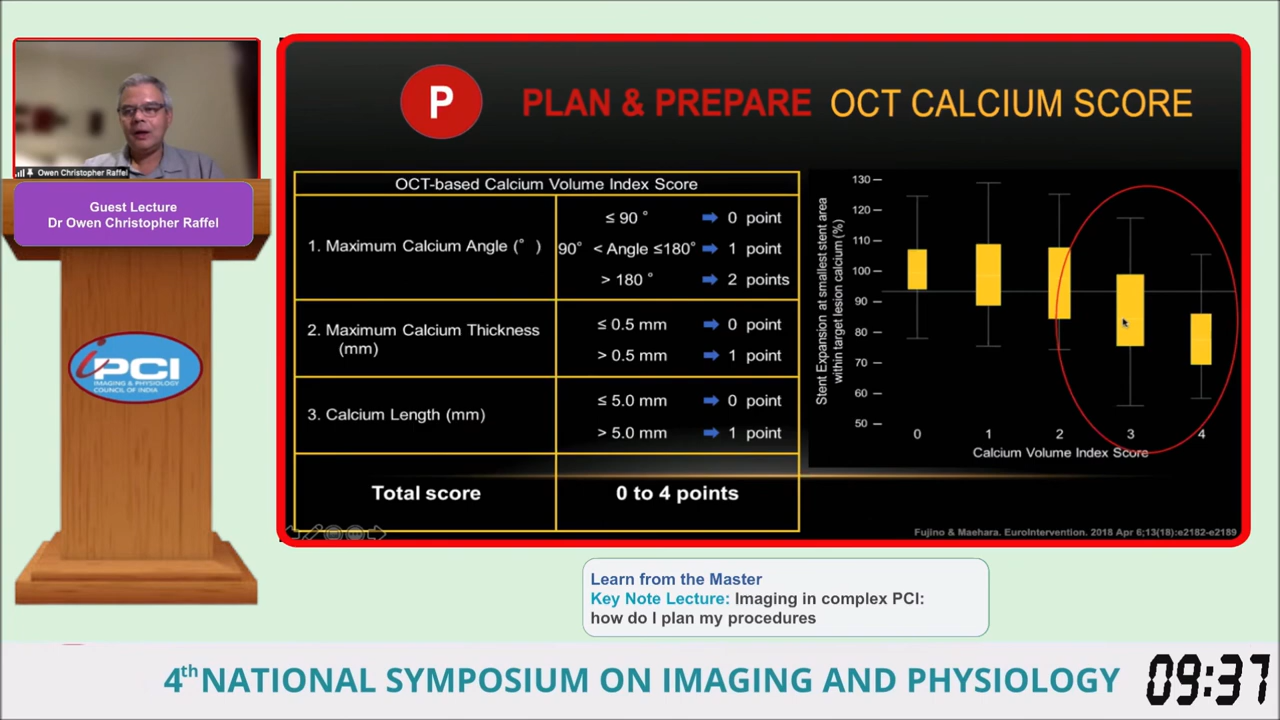 P
PLAN & PREPARE OCT CALCIUM SCORE
Owen Christopher Raffel
Guest Lecture
Dr Owen Christopher Raffel
iPCI
IMAGING & PHYSIOLOGY
COUNCIL OF INDIA
OCT-based Calcium Volume Index Score
1. Maximum Calcium Angle (° )
≤ 90 ° ➡ 0 point
90° < Angle ≤180° ➡ 1 point
> 180 ° ➡ 2 points
2. Maximum Calcium Thickness
(mm)
≤ 0.5 mm ➡ 0 point
> 0.5 mm ➡ 1 point
3. Calcium Length (mm)
≤ 5.0 mm ➡ 0 point
> 5.0 mm ➡ 1 point
Total score
0 to 4 points
Stent Expansion at smallest stent area
within target lesion calcium (%)
130
120
110
100
90
80
70
60
50
0 1 2 3 4
Calcium Volume Index Score
Fujino & Maehara. EuroIntervention. 2018 Apr 6;13(18):e2182-e2189
Learn from the Master
Key Note Lecture: Imaging in complex PCI:
how do I plan my procedures
4th NATIONAL SYMPOSIUM ON IMAGING AND PHYSIOLOGY
09:37